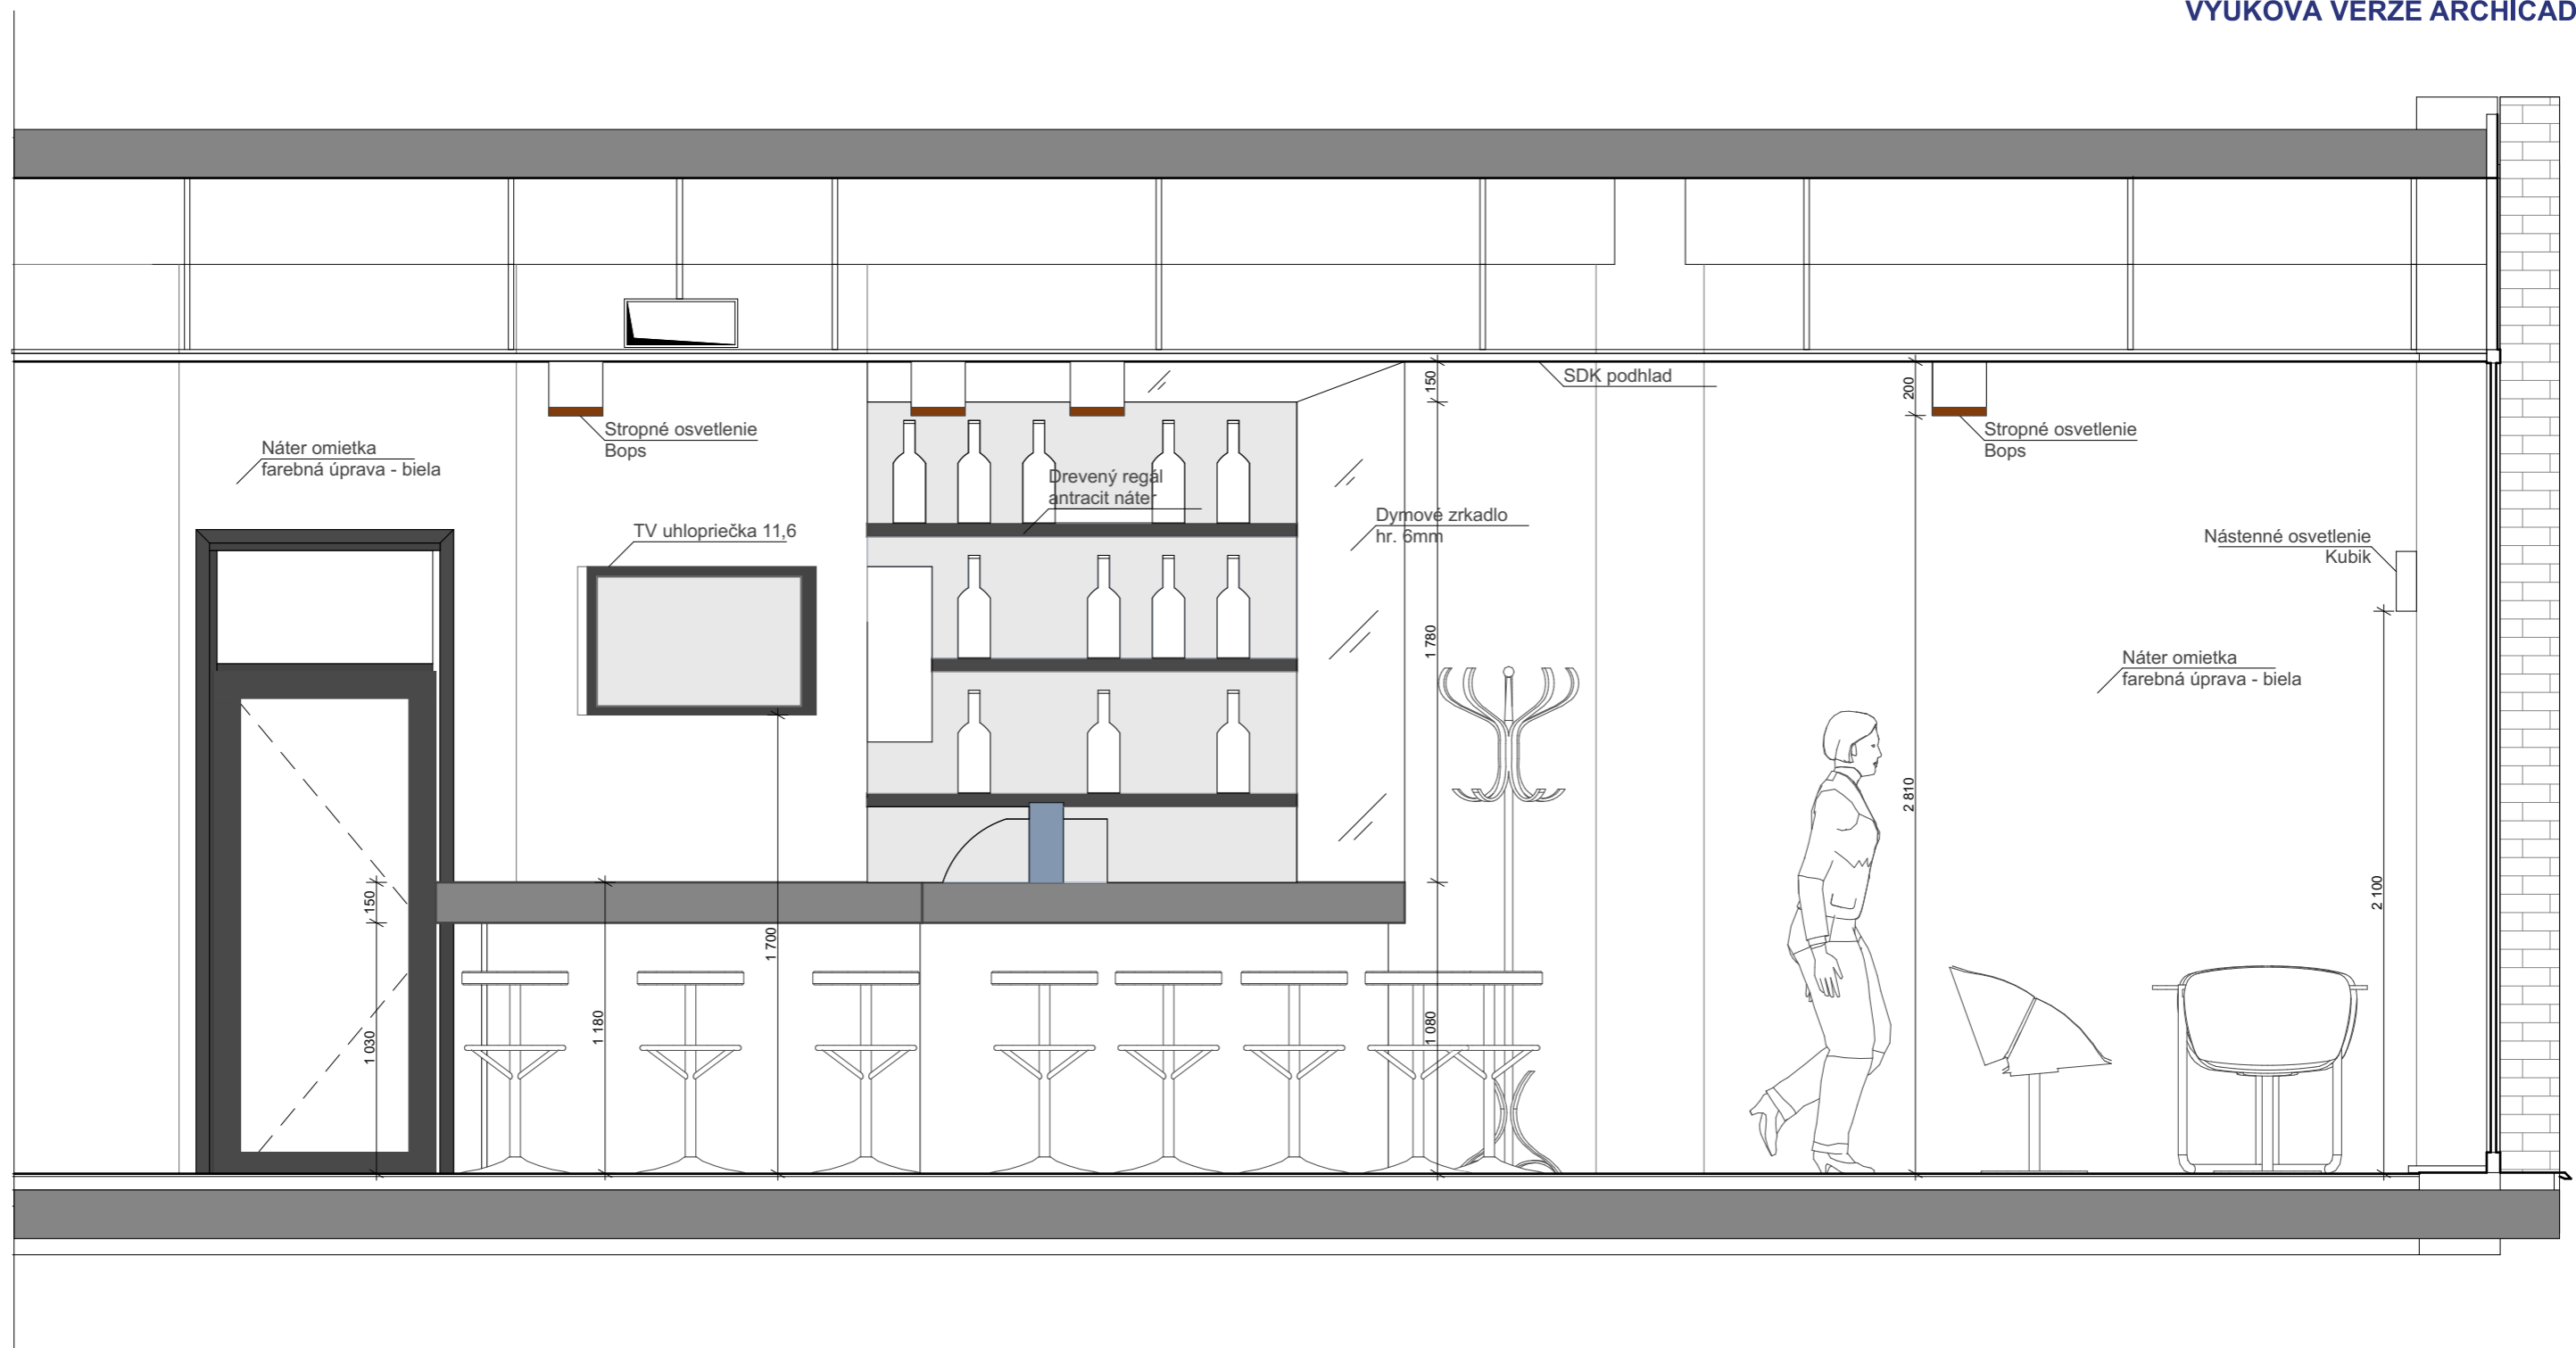 VÝUKOVÁ VERZE ARCHICAD
150
SDK podhlad
200
Stropné osvetlenie
Bops
Stropné osvetlenie
Bops
Náter omietka
farebná úprava - biela
Drevený regál
antracit náter
Dymové zrkadlo
hr. 6mm
TV uhlopriečka 11,6
Nástenné osvetlenie
Kubik
1 780
Náter omietka
farebná úprava - biela
2 810
150
2 100
1 700
1 180
1 080
1 030